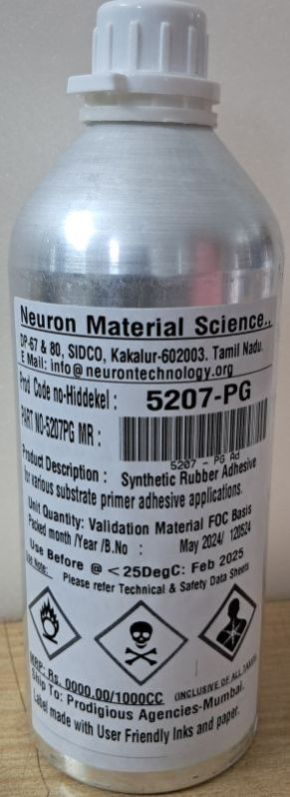 Neuron Material Science..
DP-67 & 80, SIDCO, Kakalur-602003. Tamil Nadu.
E Mail: info@neurontechnology.org
Prod Code no-Hiddekel : 5207-PG
PART NO-5207PG MR :
5207 - PG Ad
Product Description : Synthetic Rubber Adhesive
for various substrate primer adhesive applications.
Unit Quantity: Validation Material FOC Basis
Packed month /Year /B.No : May 2024/ 120524
Use Before @ <25DegC: Feb 2025
Use Note: Please refer Technical & Safety Data Sheets
MRP: Rs. 0000.00/1000CC (INCLUSIVE OF ALL TAXES)
Ship To: Prodigious Agencies-Mumbai.
Label made with User Friendly Inks and paper.